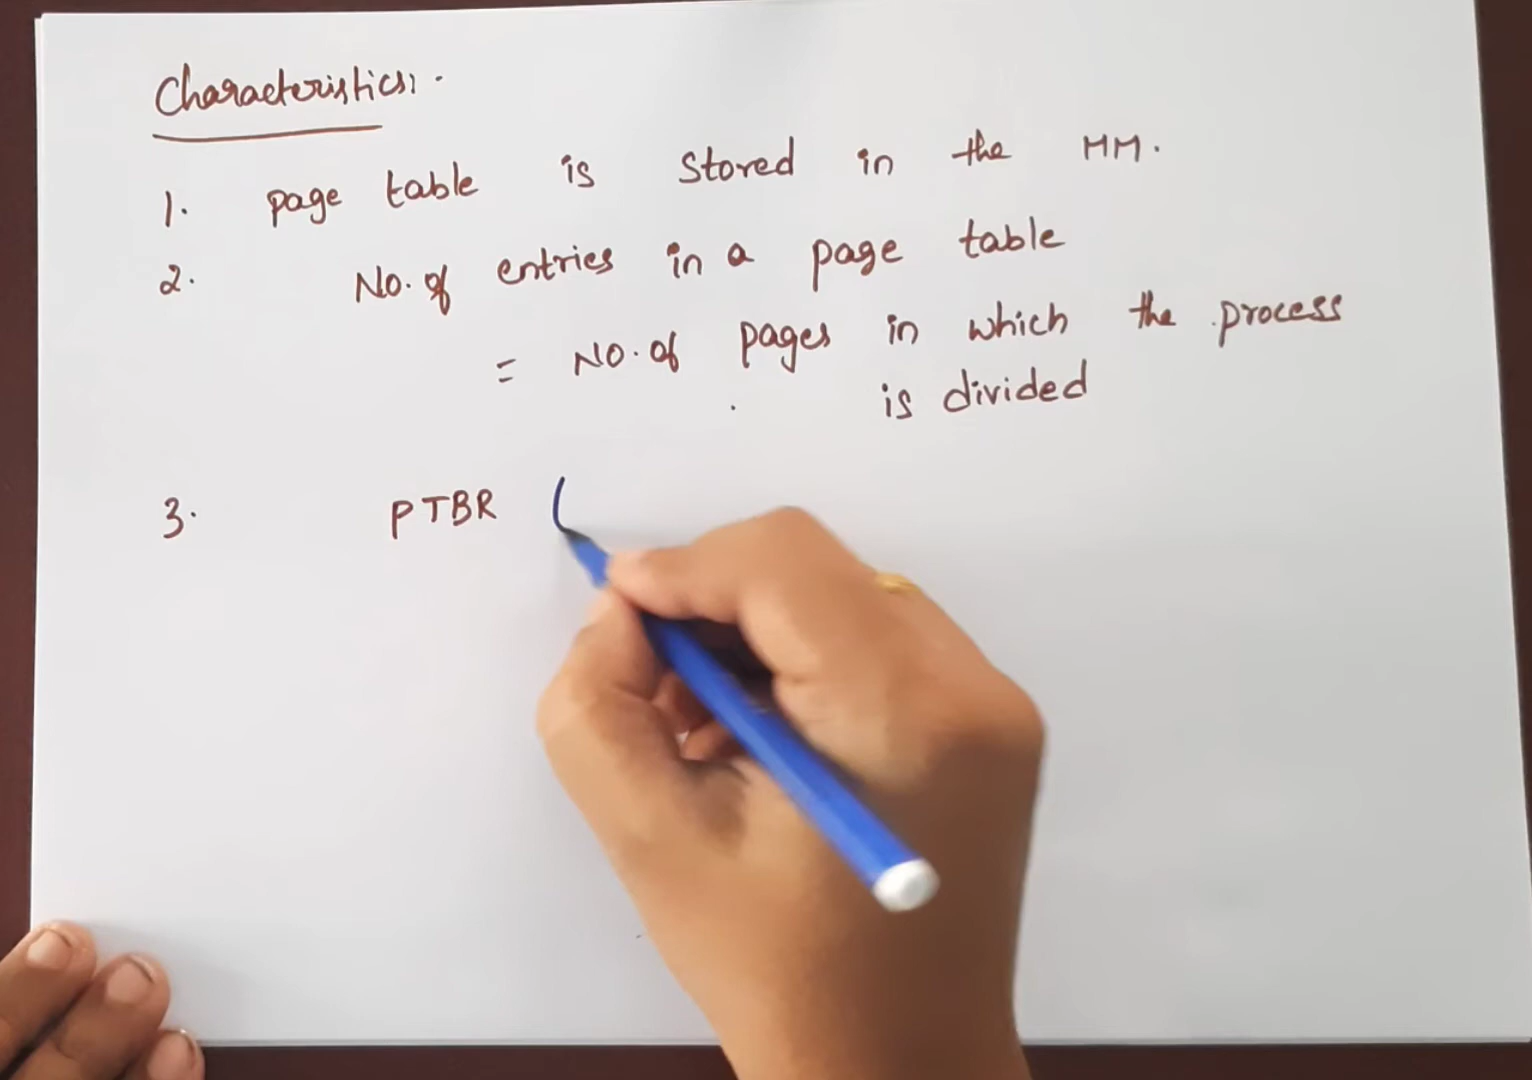 Characteristics:-
1. page table is stored in the MM.
2. No. of entries in a page table
= No. of pages in which the process
is divided
3. PTBR (